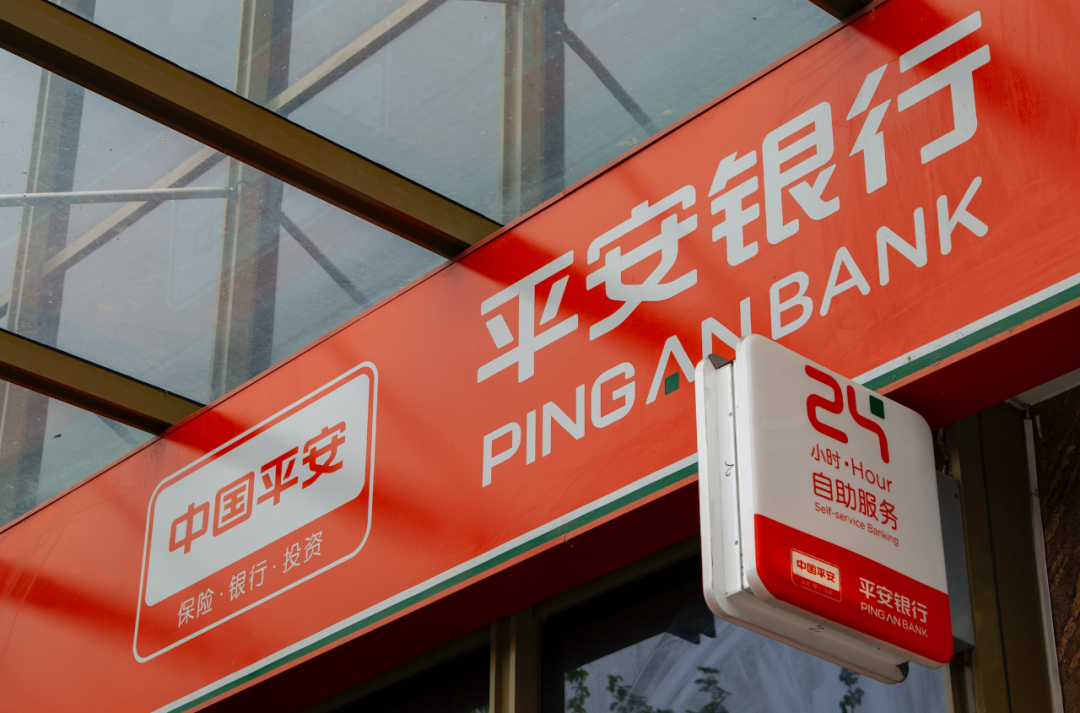 平安银行
PING AN BANK
中国平安
保险·银行·投资
24
小时·Hour
自助服务
Self-service Banking
中国平安
平安银行
PING AN BANK